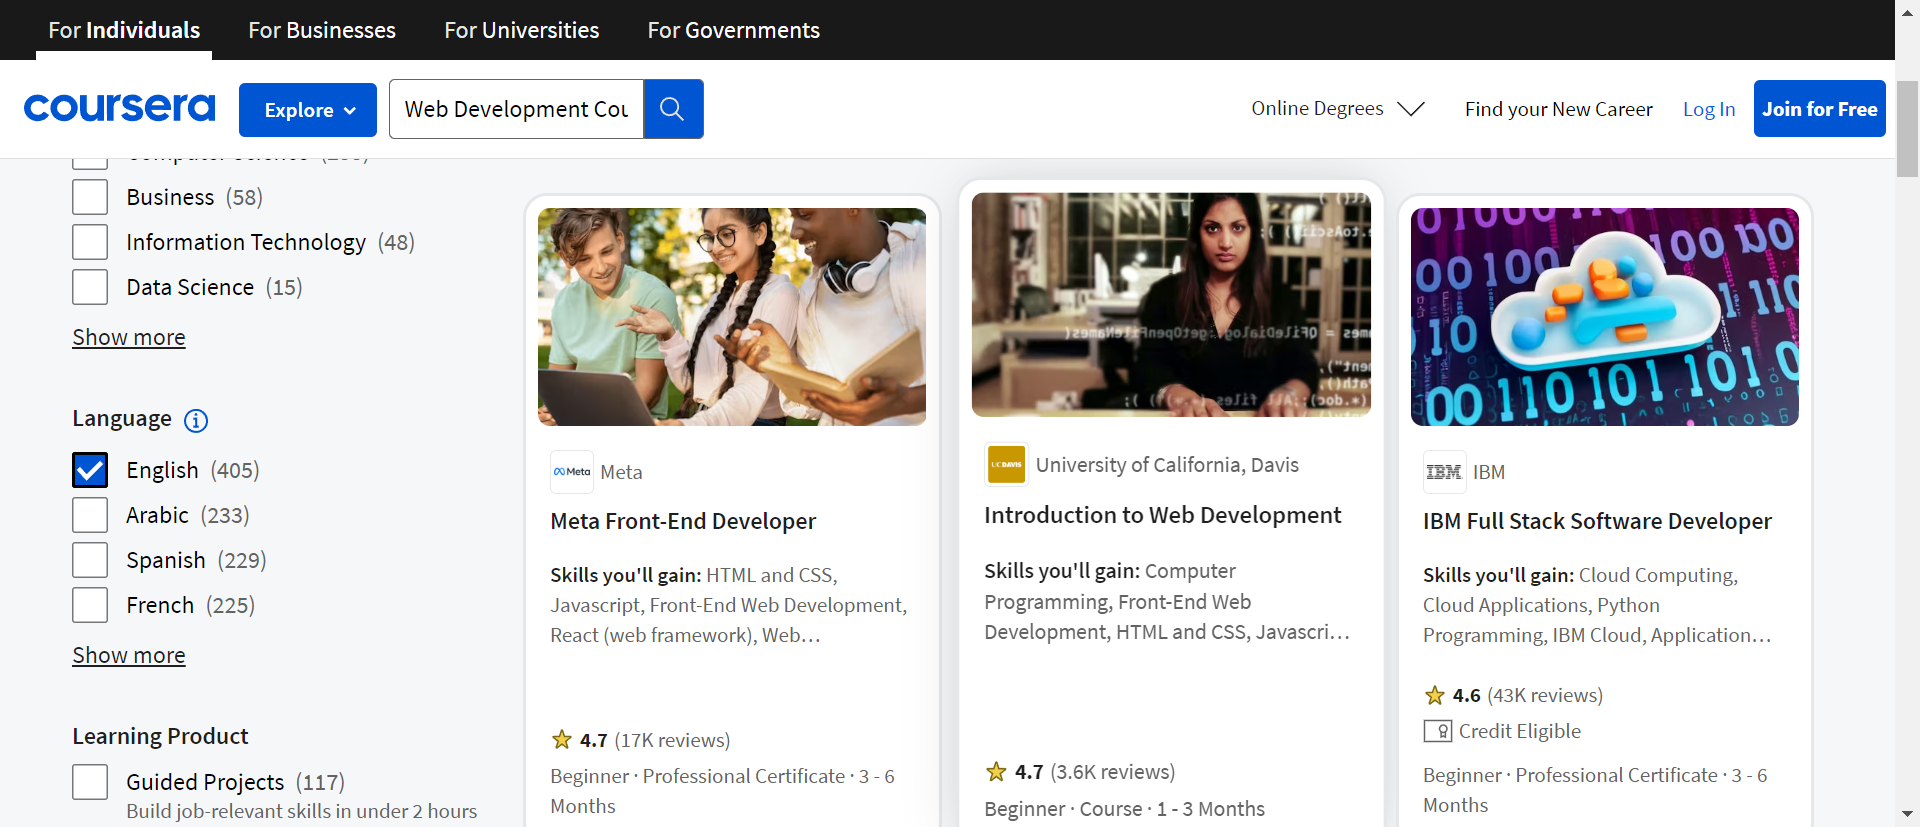 For Individuals
For Businesses
For Universities
For Governments
coursera
Explore
Web Development Cou
Online Degrees
Find your New Career
Log In
Join for Free
Business (58)
Information Technology (48)
Data Science (15)
Show more
Language
English (405)
Arabic (233)
Spanish (229)
French (225)
Show more
Learning Product
Guided Projects (117)
Build job-relevant skills in under 2 hours
Meta
Meta
Meta Front-End Developer
Skills you'll gain: HTML and CSS,
Javascript, Front-End Web Development,
React (web framework), Web…
4.7 (17K reviews)
Beginner · Professional Certificate · 3 - 6
Months
UCDAVIS
University of California, Davis
Introduction to Web Development
Skills you'll gain: Computer
Programming, Front-End Web
Development, HTML and CSS, Javascri…
4.7 (3.6K reviews)
Beginner · Course · 1 - 3 Months
IBM
IBM
IBM Full Stack Software Developer
Skills you'll gain: Cloud Computing,
Cloud Applications, Python
Programming, IBM Cloud, Application…
4.6 (43K reviews)
Credit Eligible
Beginner · Professional Certificate · 3 - 6
Months